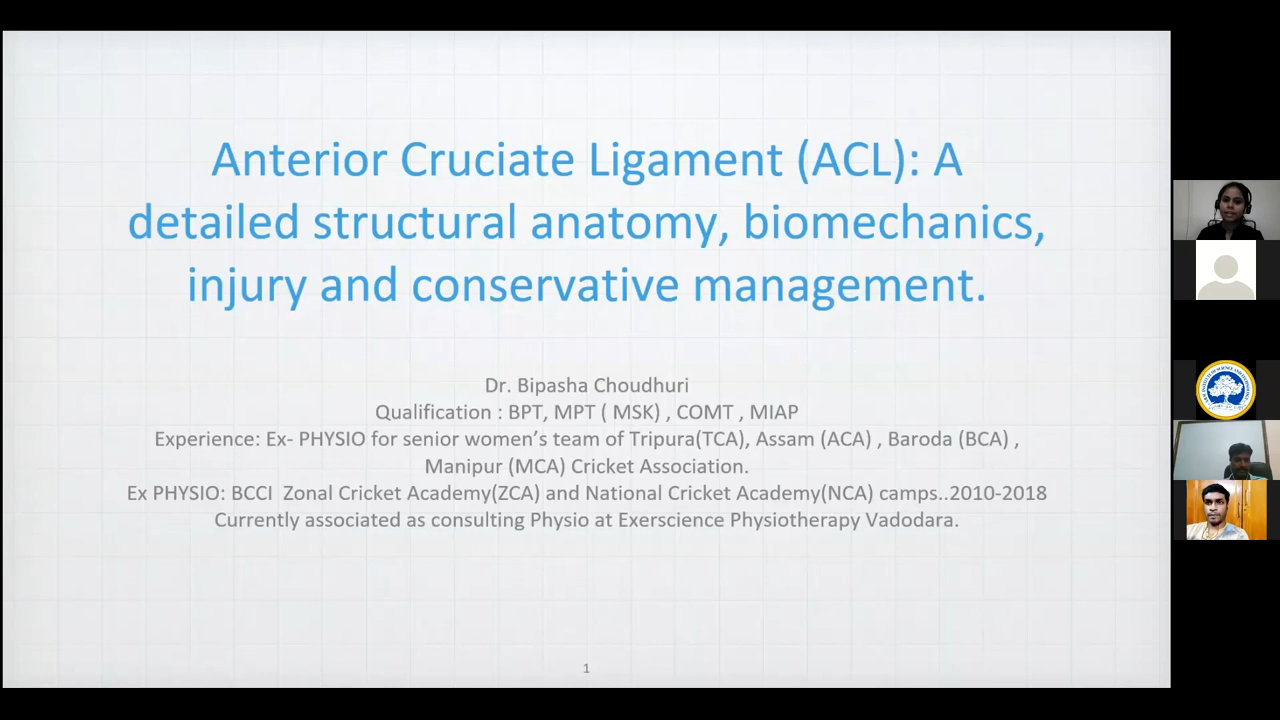 Anterior Cruciate Ligament (ACL): A
detailed structural anatomy, biomechanics,
injury and conservative management.
Dr. Bipasha Choudhuri
Qualification : BPT, MPT ( MSK) , COMT , MIAP
Experience: Ex- PHYSIO for senior women’s team of Tripura(TCA), Assam (ACA) , Baroda (BCA) ,
Manipur (MCA) Cricket Association.
Ex PHYSIO: BCCI  Zonal Cricket Academy(ZCA) and National Cricket Academy(NCA) camps..2010-2018
Currently associated as consulting Physio at Exerscience Physiotherapy Vadodara.
1